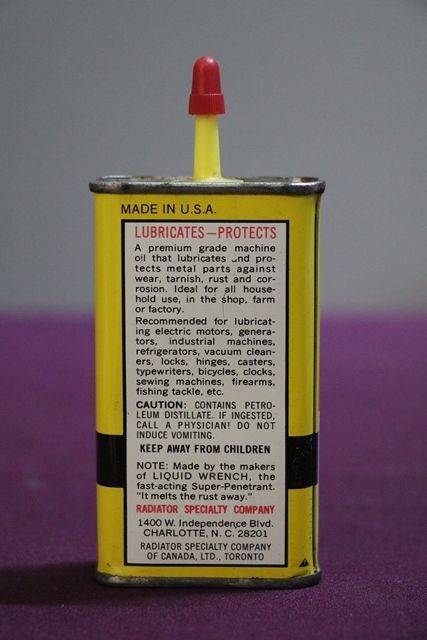 MADE IN U.S.A.
LUBRICATES—PROTECTS
A premium grade machine
oil that lubricates and pro-
tects metal parts against
wear, tarnish, rust and cor-
rosion. Ideal for all house-
hold use, in the shop, farm
or factory.
Recommended for lubricat-
ing electric motors, genera-
tors, industrial machines,
refrigerators, vacuum clean-
ers, locks, hinges, casters,
typewriters, bicycles, clocks,
sewing machines, firearms,
fishing tackle, etc.
CAUTION: CONTAINS PETRO-
LEUM DISTILLATE. IF INGESTED,
CALL A PHYSICIAN! DO NOT
INDUCE VOMITING.
KEEP AWAY FROM CHILDREN
NOTE: Made by the makers
of LIQUID WRENCH, the
fast-acting Super-Penetrant.
"It melts the rust away."
RADIATOR SPECIALTY COMPANY
1400 W. Independence Blvd.
CHARLOTTE, N. C. 28201
RADIATOR SPECIALTY COMPANY
OF CANADA, LTD., TORONTO